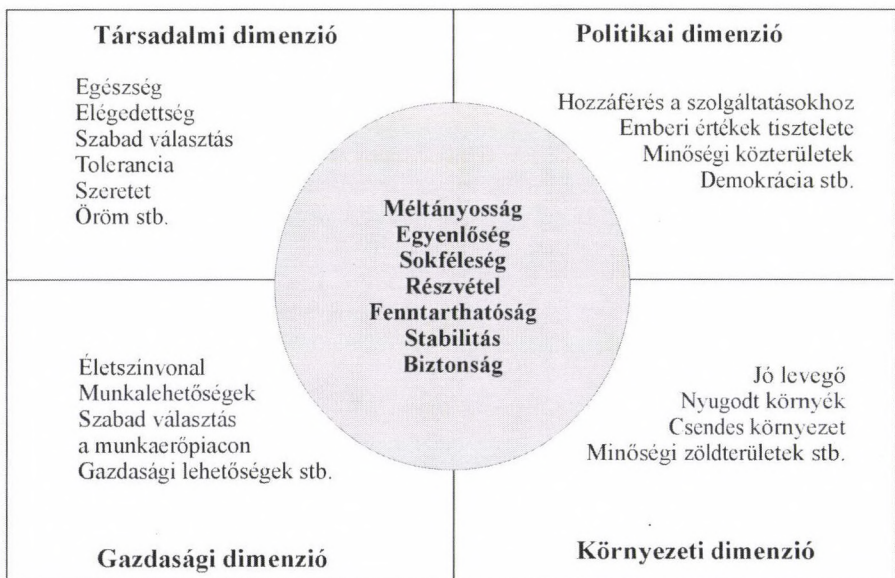 Társadalmi dimenzió
Egészség
Elégedettség
Szabad választás
Tolerancia
Szeretet
Öröm stb.
Politikai dimenzió
Hozzáférés a szolgáltatásokhoz
Emberi értékek tisztelete
Minőségi közterületek
Demokrácia stb.
Méltányosság
Egyenlőség
Sokféleség
Részvétel
Fenntarthatóság
Stabilitás
Biztonság
Életszínvonal
Munkalehetőségek
Szabad választás
a munkaerőpiacon
Gazdasági lehetőségek stb.
Gazdasági dimenzió
Jó levegő
Nyugodt környék
Csendes környezet
Minőségi zöldterületek stb.
Környezeti dimenzió